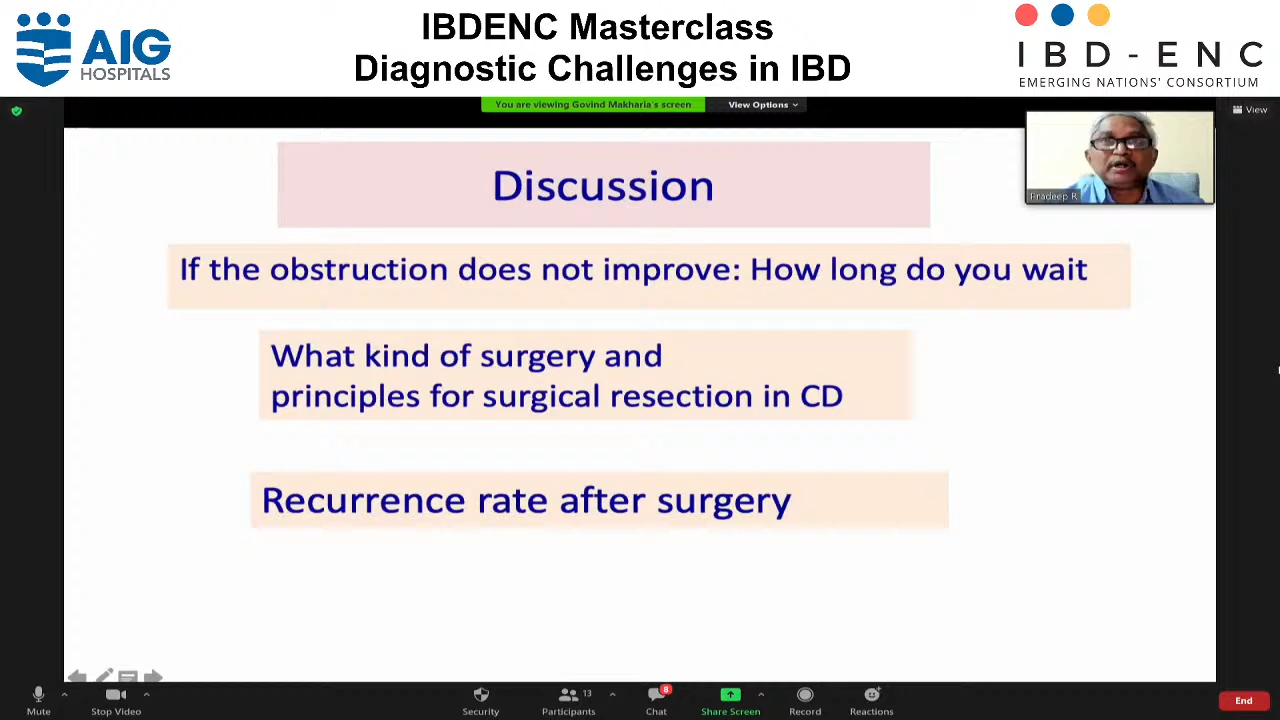 AIG
HOSPITALS
IBDENC Masterclass
Diagnostic Challenges in IBD
IBD-ENC
EMERGING NATIONS' CONSORTIUM
You are viewing Govind Makharia's screen
View Options
View
Pradeep R
Discussion
If the obstruction does not improve: How long do you wait
What kind of surgery and
principles for surgical resection in CD
Recurrence rate after surgery
Mute
Stop Video
Security
Participants
13
Chat
8
Share Screen
Record
Reactions
End